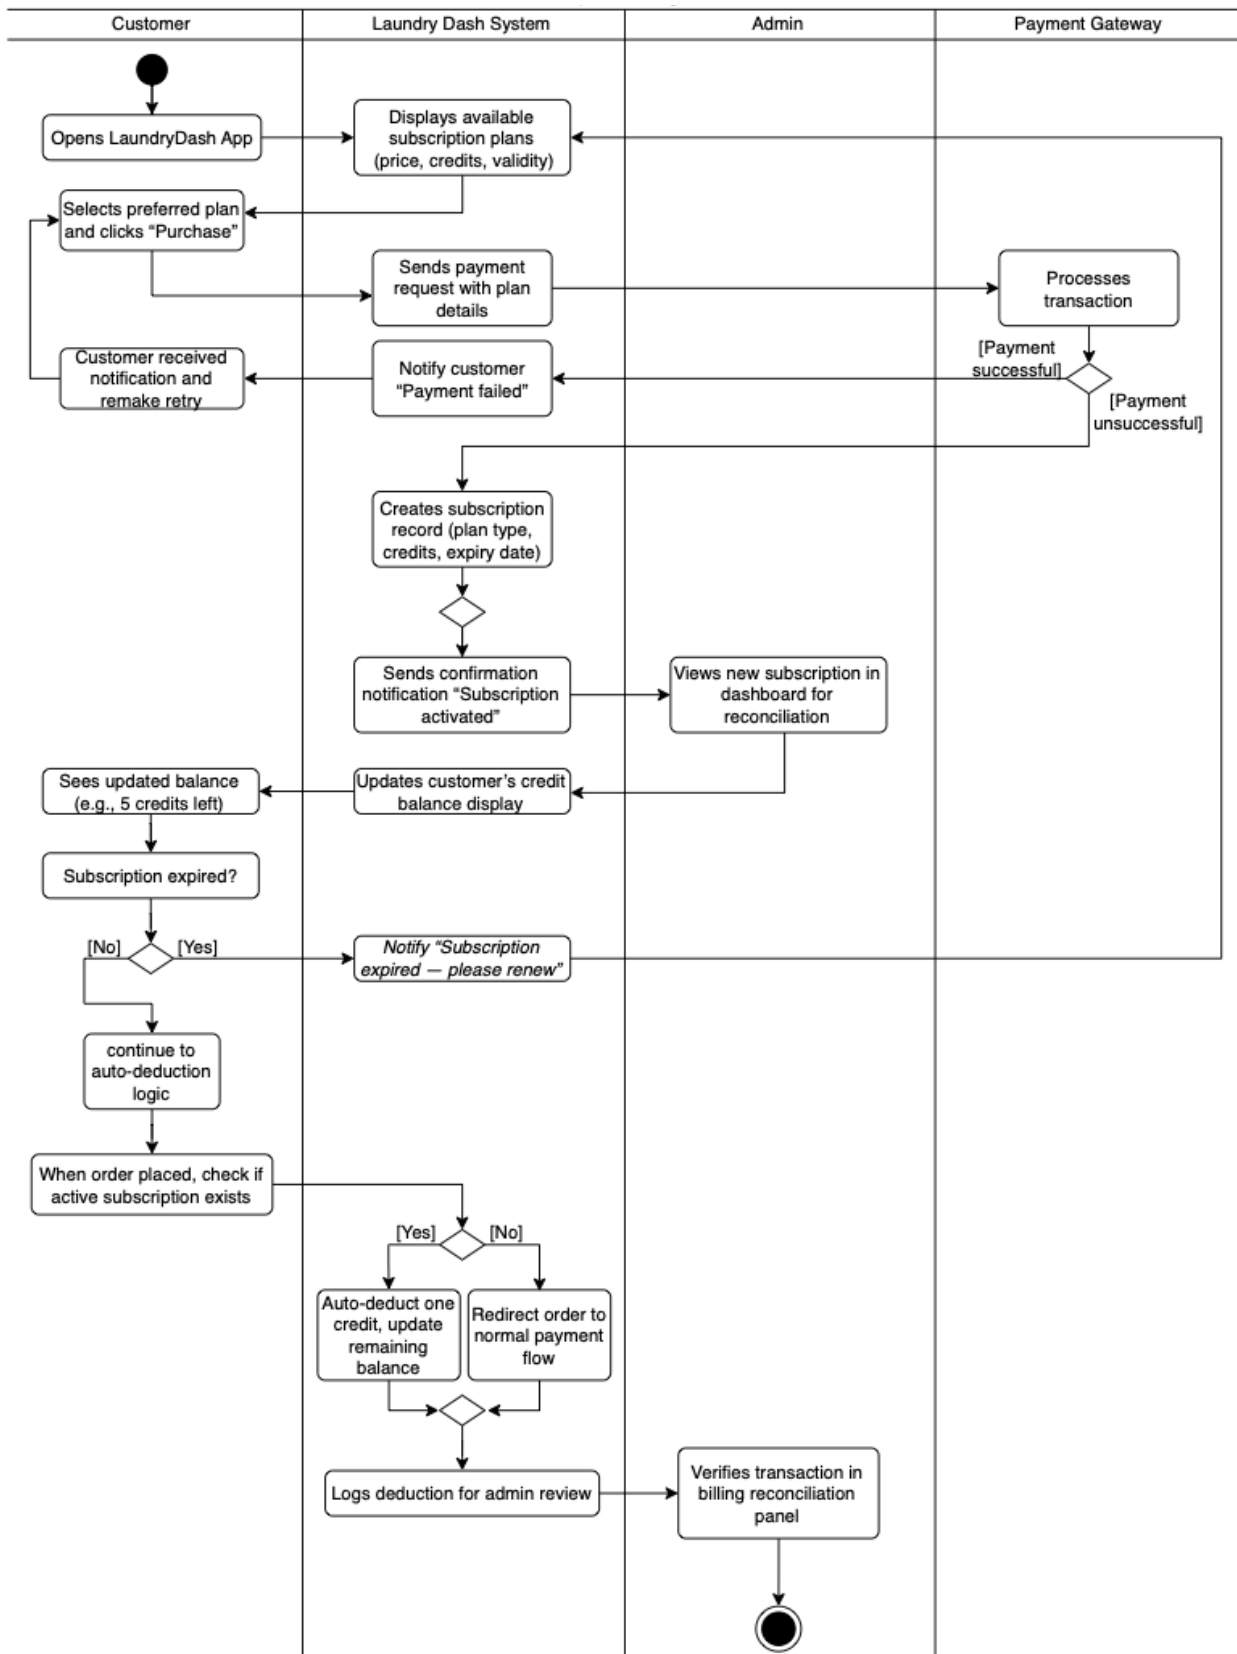 Customer
Laundry Dash System
Admin
Payment Gateway
Opens LaundryDash App
Displays available
subscription plans
(price, credits, validity)
Selects preferred plan
and clicks “Purchase”
Sends payment
request with plan
details
Processes
transaction
[Payment
successful]
[Payment
unsuccessful]
Notify customer
“Payment failed”
Customer received
notification and
remake retry
Creates subscription
record (plan type,
credits, expiry date)
Sends confirmation
notification “Subscription
activated”
Views new subscription in
dashboard for
reconciliation
Updates customer’s credit
balance display
Sees updated balance
(e.g., 5 credits left)
Subscription expired?
[No]
[Yes]
Notify “Subscription
expired — please renew”
continue to
auto-deduction
logic
When order placed, check if
active subscription exists
[Yes]
[No]
Auto-deduct one
credit, update
remaining
balance
Redirect order to
normal payment
flow
Logs deduction for admin review
Verifies transaction in
billing reconciliation
panel